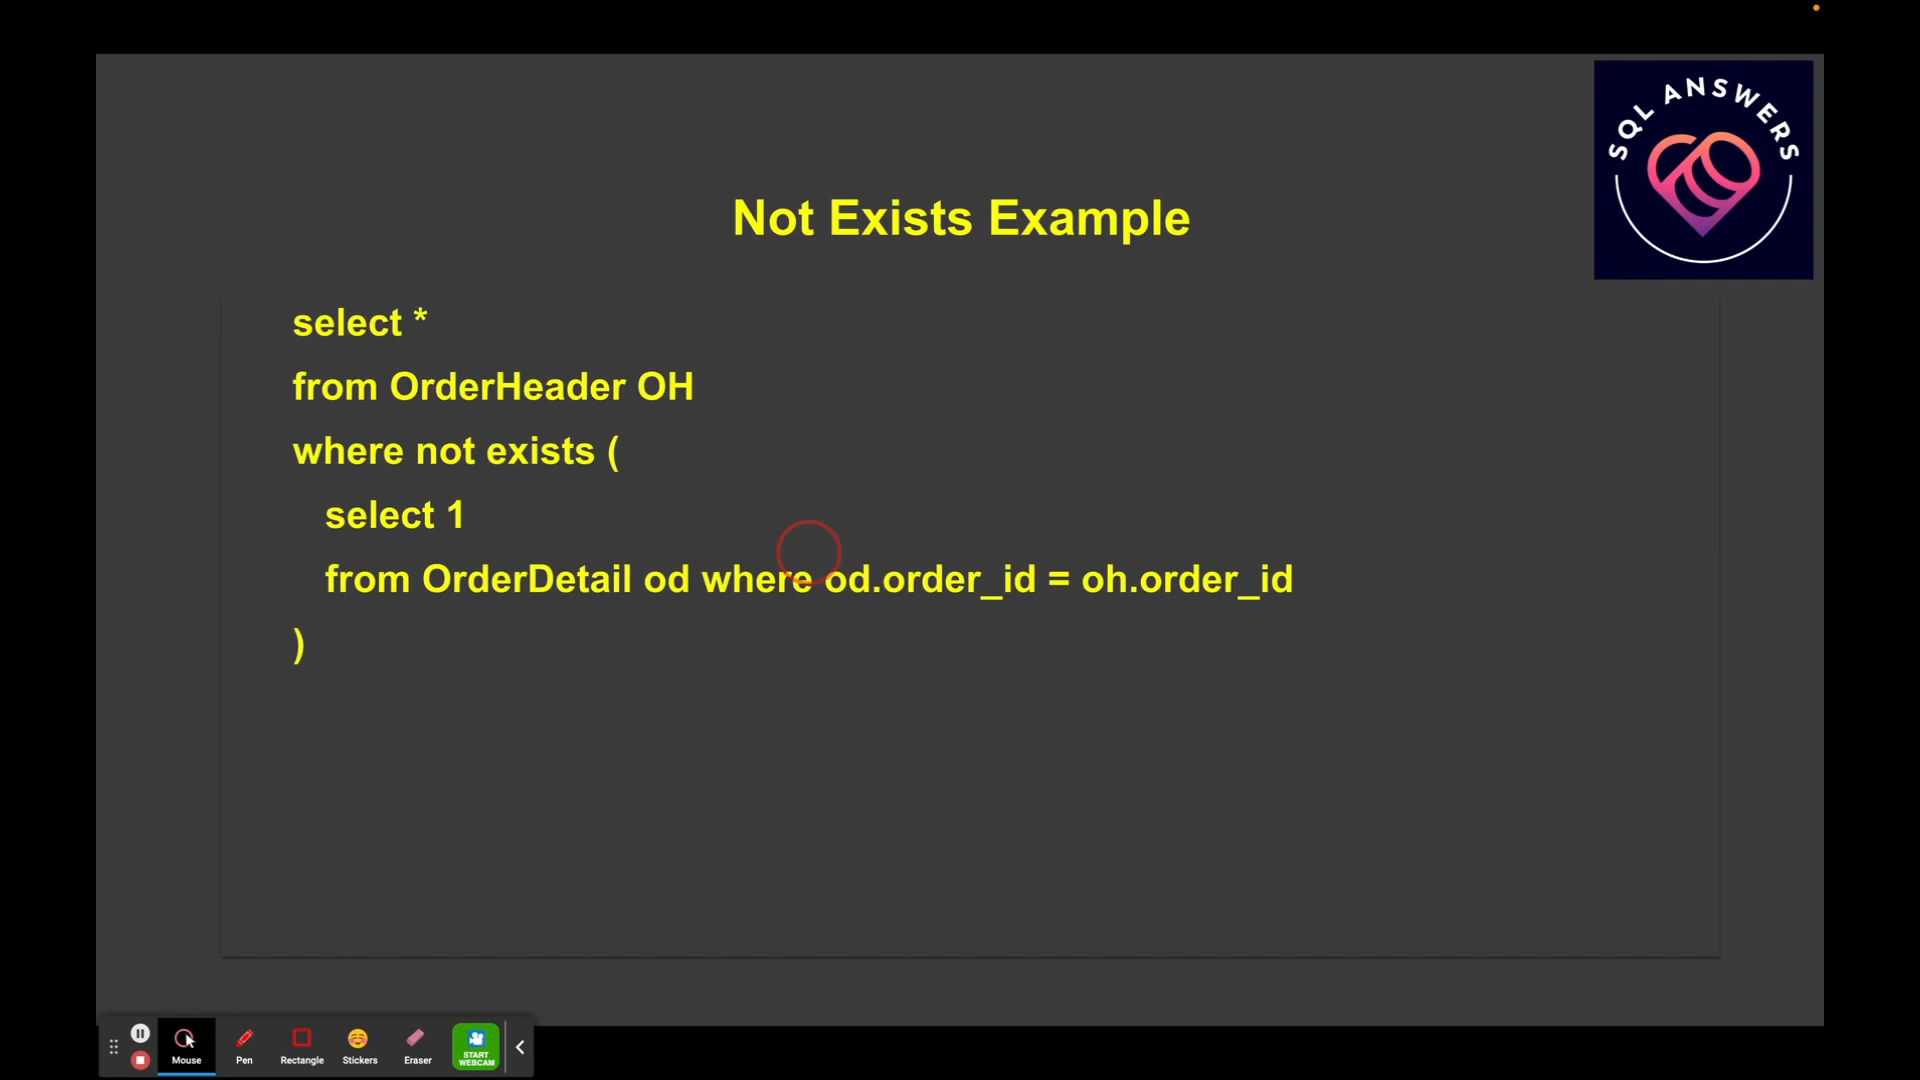 SQL ANSWERS
Not Exists Example
select *
from OrderHeader OH
where not exists (
select 1
from OrderDetail od where od.order_id = oh.order_id
)
Mouse
Pen
Rectangle
Stickers
Eraser
START
WEBCAM